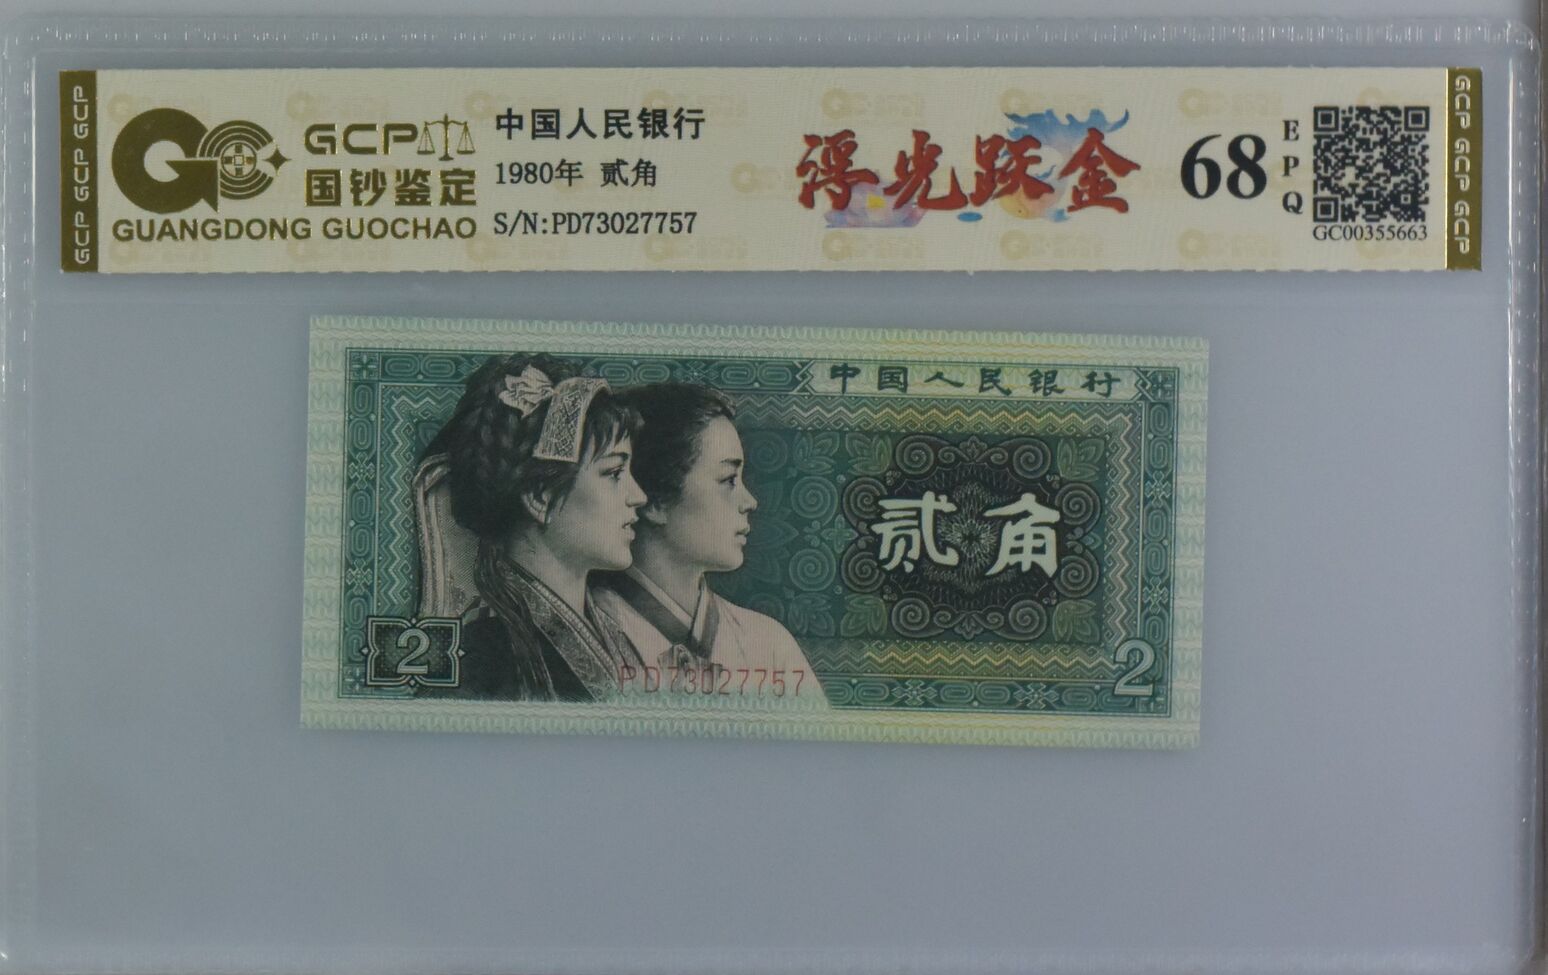 GCP GCP GCP
GCP
国钞鉴定
GUANGDONG GUOCHAO
中国人民银行
1980年 贰角
S/N:PD73027757
浮光跃金
68
EPQ
GC00355663
GCP GCP GCP
中国人民银行
贰角
2
PD73027757
2